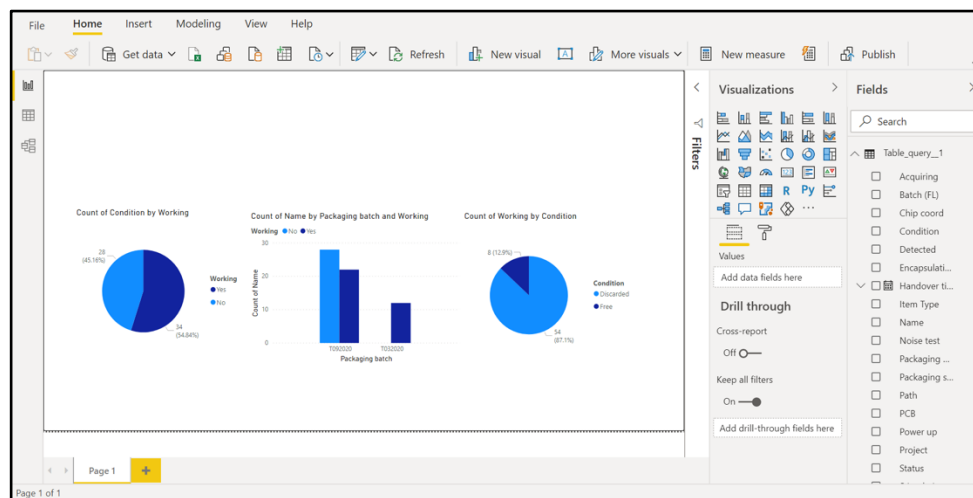 File Home Insert Modeling View Help
Get data Refresh New visual More visuals New measure Publish
Count of Condition by Working
28
(45.16%)
34
(54.84%)
Working
Yes
No
Count of Name by Packaging batch and Working
Working No Yes
Count of Name
30
20
10
0
T092020 T032020
Packaging batch
Count of Working by Condition
8 (12.9%)
54
(87.1%)
Condition
Discarded
Free
Filters
Visualizations
R Py
...
Values
Add data fields here
Drill through
Cross-report
Off
Keep all filters
On
Add drill-through fields here
Fields
Search
Table_query__1
Acquiring
Batch (FL)
Chip coord
Condition
Detected
Encapsulati...
Handover ti...
Item Type
Name
Noise test
Packaging ...
Packaging s...
Path
PCB
Power up
Project
Status
Page 1
Page 1 of 1